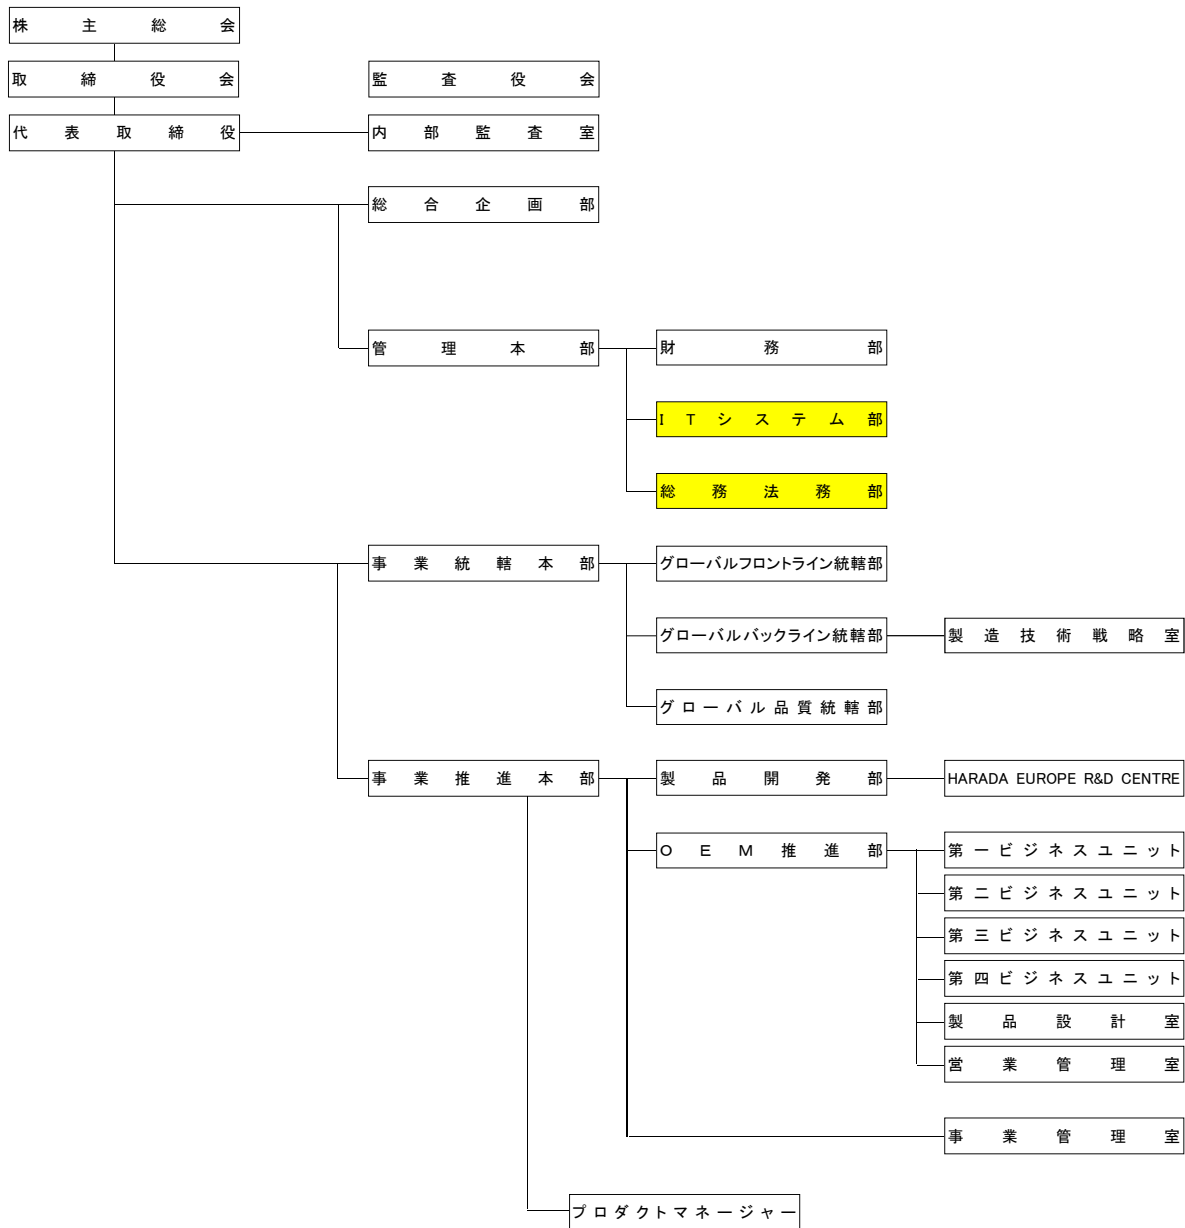 株主総会
取締役会
監査役会
代表取締役
内部監査室
総合企画部
管理本部
財務部
ITシステム部
総務法務部
事業統轄本部
グローバルフロントライン統轄部
グローバルバックライン統轄部
製造技術戦略室
グローバル品質統轄部
事業推進本部
製品開発部
HARADA EUROPE R&D CENTRE
OEM推進部
第一ビジネスユニット
第二ビジネスユニット
第三ビジネスユニット
第四ビジネスユニット
製品設計室
営業管理室
事業管理室
プロダクトマネージャー